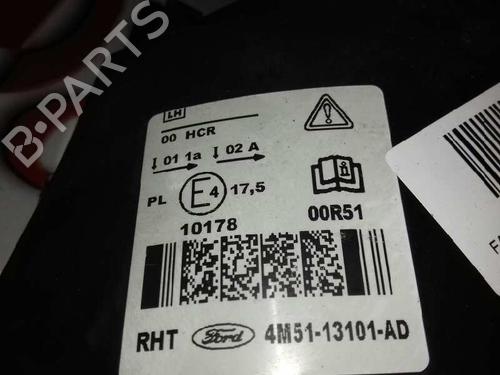 B-PARTS
LH
00 HCR
01 1a 02 A
PL E4 17,5
10178 00R51
RHT Ford 4M51-13101-AD